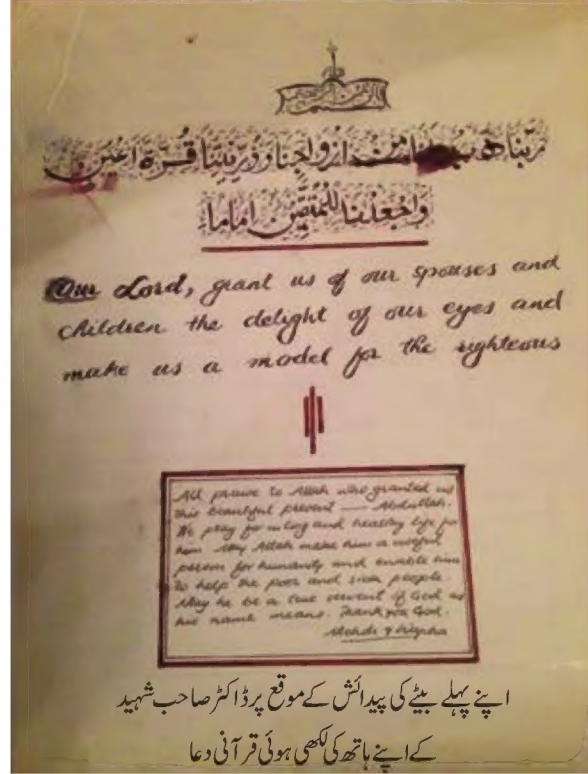 بسم الله الرحمن الرحيم
ربنا هب لنا من ازواجنا وذريتنا قرة اعين
واجعلنا للمتقين اماما
Our Lord, grant us of our spouses and
children the delight of our eyes and
make us a model for the righteous
All praise to Allah who granted us
this beautiful present — Abdullah.
We pray for a long and healthy life for
him. May Allah make him a useful
person for humanity and enable him
to help the poor and sick people.
May he be a true servent of God as
his name means. Thank you God.
Mehdi &
اپنے پہلے بیٹے کی پیدائش کے موقع پر ڈاکٹر صاحب شہید
کے اپنے ہاتھ کی لکھی ہوئی قرآنی دعا